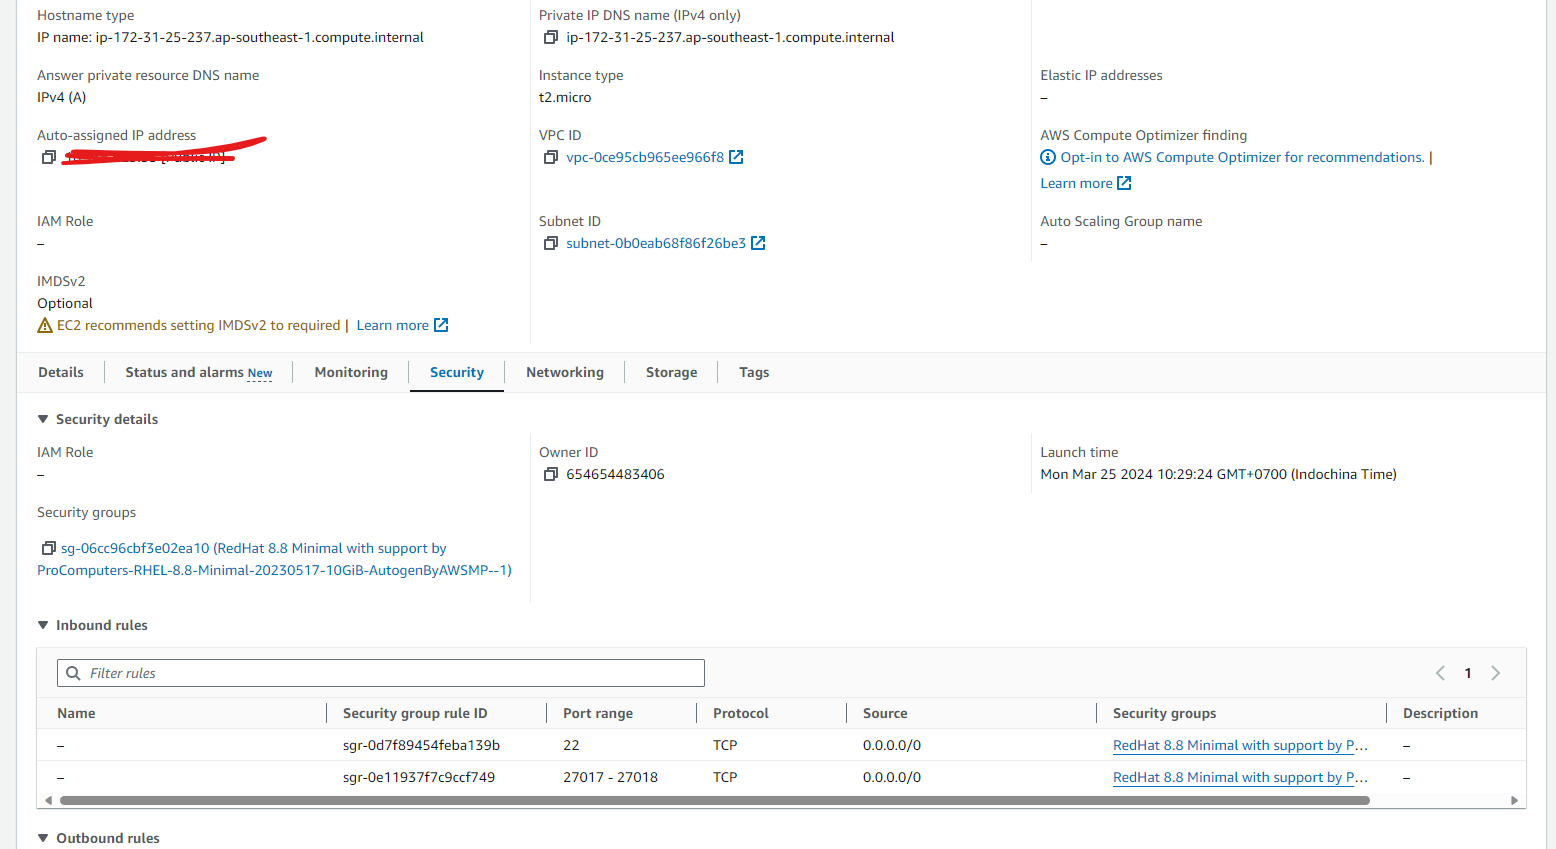 Hostname type
IP name: ip-172-31-25-237.ap-southeast-1.compute.internal
Private IP DNS name (IPv4 only)
ip-172-31-25-237.ap-southeast-1.compute.internal
Answer private resource DNS name
IPv4 (A)
Instance type
t2.micro
Elastic IP addresses
–
Auto-assigned IP address
VPC ID
vpc-0ce95cb965ee966f8
AWS Compute Optimizer finding
Opt-in to AWS Compute Optimizer for recommendations. |
Learn more
IAM Role
–
Subnet ID
subnet-0b0eab68f86f26be3
Auto Scaling Group name
–
IMDSv2
Optional
EC2 recommends setting IMDSv2 to required | Learn more
Details Status and alarms New Monitoring Security Networking Storage Tags
Security details
IAM Role
–
Owner ID
654654483406
Launch time
Mon Mar 25 2024 10:29:24 GMT+0700 (Indochina Time)
Security groups
sg-06cc96cbf3e02ea10 (RedHat 8.8 Minimal with support by
ProComputers-RHEL-8.8-Minimal-20230517-10GiB-AutogenByAWSMP--1)
Inbound rules
Filter rules
1
Name Security group rule ID Port range Protocol Source Security groups Description
– sgr-0d7f89454feba139b 22 TCP 0.0.0.0/0 RedHat 8.8 Minimal with support by P... –
– sgr-0e11937f7c9ccf749 27017 - 27018 TCP 0.0.0.0/0 RedHat 8.8 Minimal with support by P... –
Outbound rules